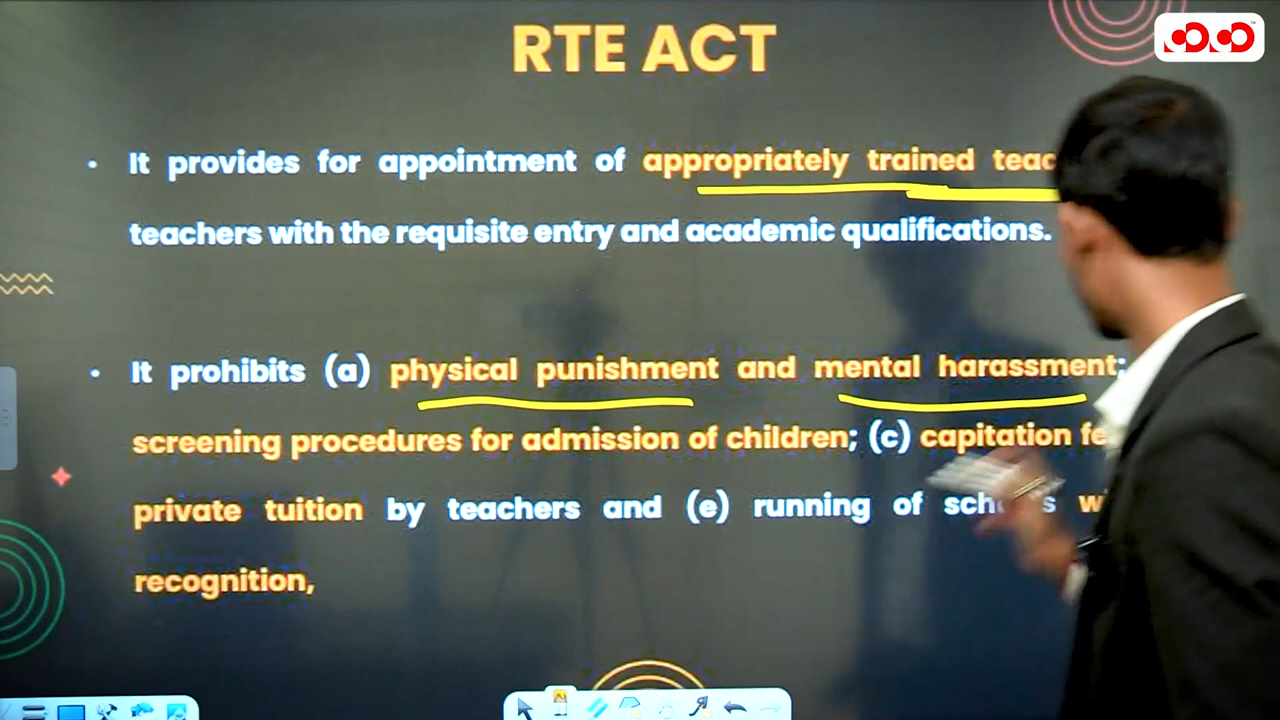 RTE ACT
• It provides for appointment of appropriately trained
teachers with the requisite entry and academic qualifications.
• It prohibits (a) physical punishment and mental harassment;
screening procedures for admission of children; (c) capitation
private tuition by teachers and (e) running of
recognition,